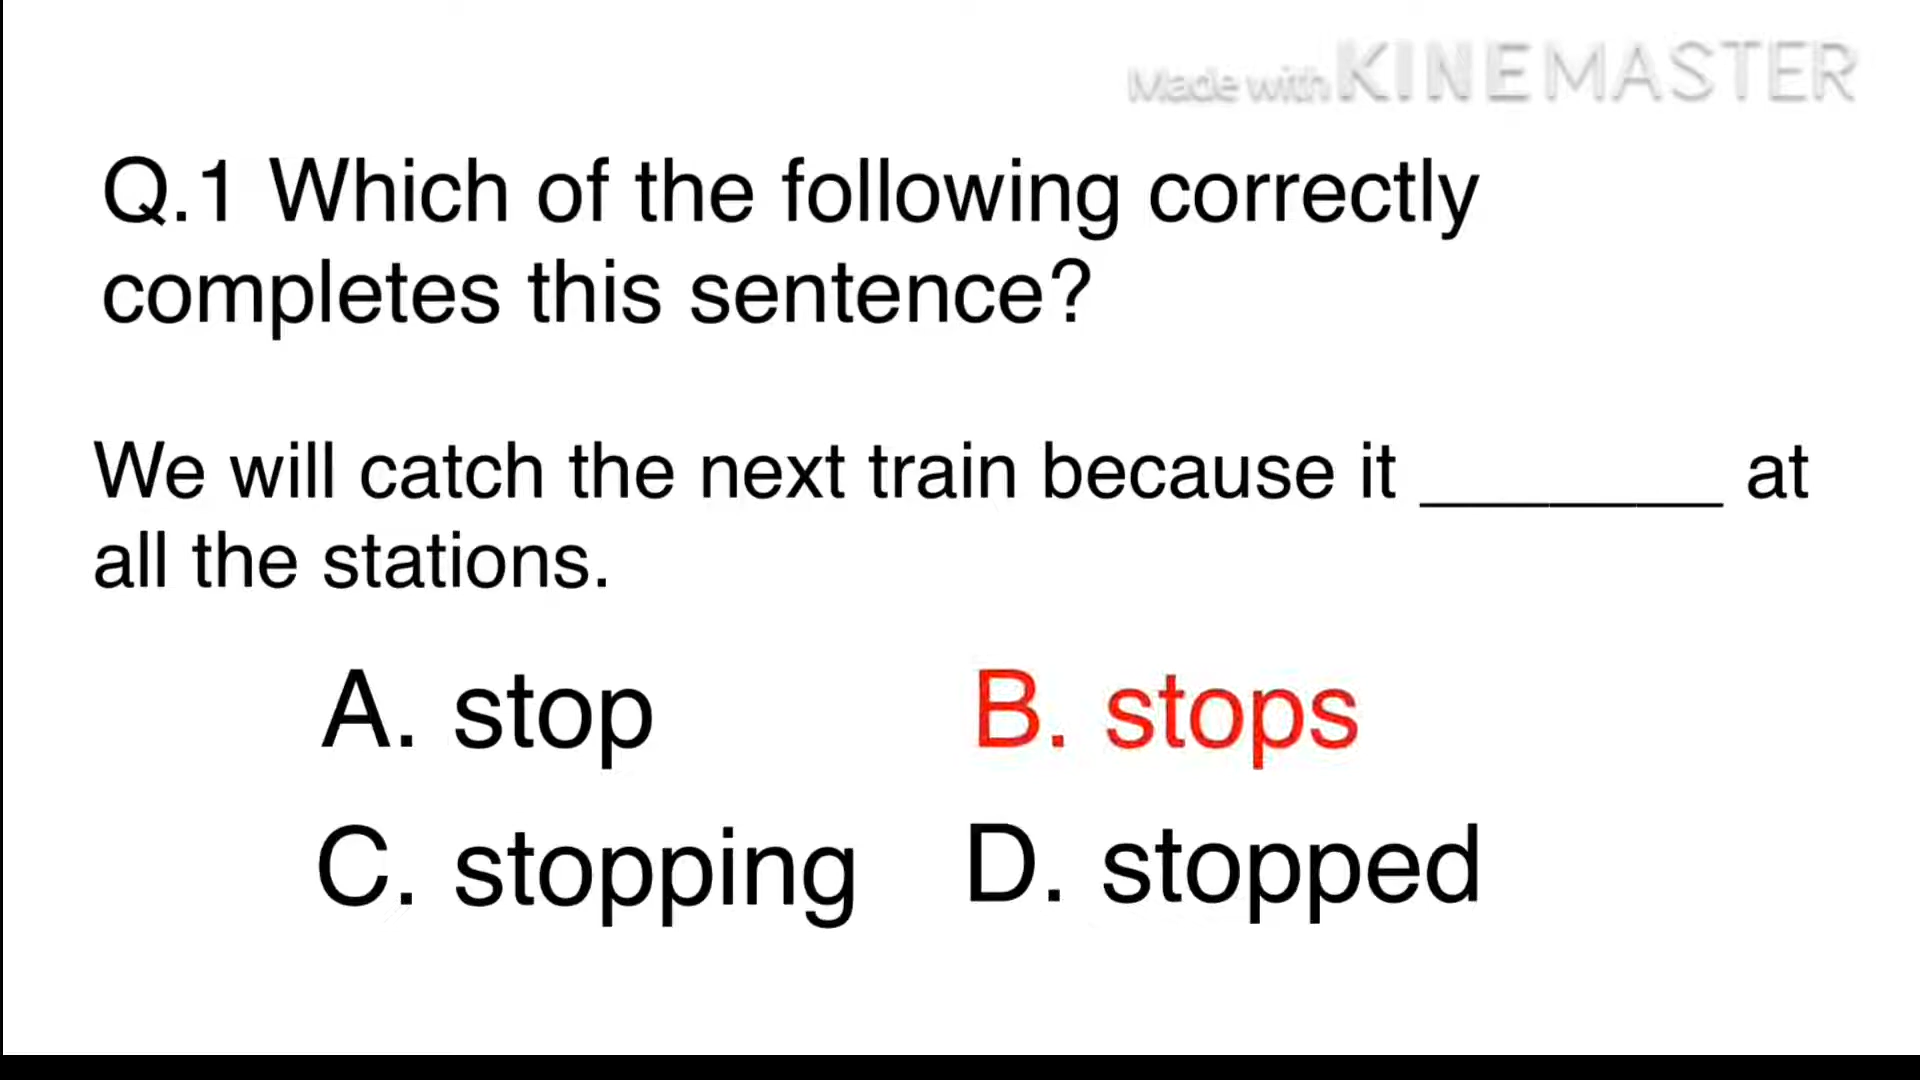 Made with KINEMASTER
Q.1 Which of the following correctly
completes this sentence?
We will catch the next train because it ________ at
all the stations.
A. stop
B. stops
C. stopping
D. stopped